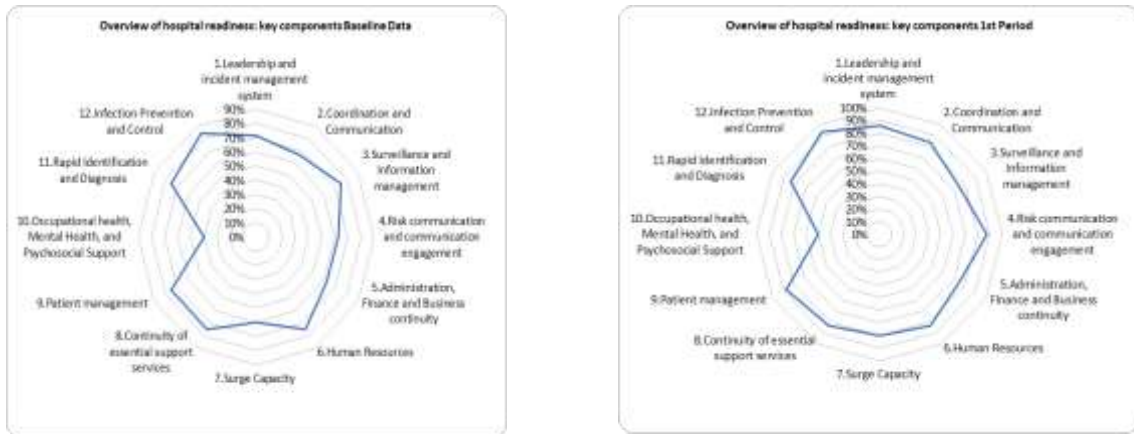 Overview of hospital readiness: key components Baseline Data
1.Leadership and
incident management
system
2.Coordination and
Communication
3.Surveillance and
Information
management
4.Risk communication
and communication
engagement
5.Administration,
Finance and Business
continuity
6.Human Resources
7.Surge Capacity
8.Continuity of
essential support
services
9.Patient management
10.Occupational health,
Mental Health, and
Psychosocial Support
11.Rapid Identification
and Diagnosis
12.Infection Prevention
and Control
90%
80%
70%
60%
50%
40%
30%
20%
10%
0%
Overview of hospital readiness: key components 1st Period
1.Leadership and
incident management
system
2.Coordination and
Communication
3.Surveillance and
Information
management
4.Risk communication
and communication
engagement
5.Administration,
Finance and Business
continuity
6.Human Resources
7.Surge Capacity
8.Continuity of essential
support services
9.Patient management
10.Occupational health,
Mental Health, and
Psychosocial Support
11.Rapid Identification
and Diagnosis
12.Infection Prevention
and Control
100%
90%
80%
70%
60%
50%
40%
30%
20%
10%
0%